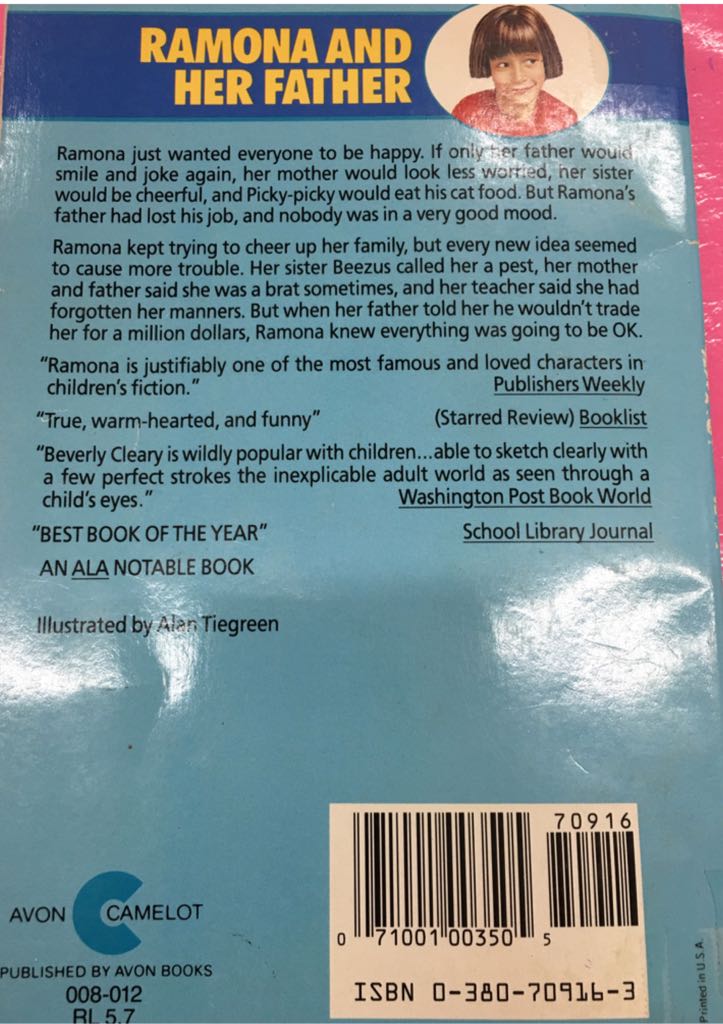 RAMONA AND
HER FATHER
Ramona just wanted everyone to be happy. If only her father would
smile and joke again, her mother would look less worried, her sister
would be cheerful, and Picky-picky would eat his cat food. But Ramona's
father had lost his job, and nobody was in a very good mood.
Ramona kept trying to cheer up her family, but every new idea seemed
to cause more trouble. Her sister Beezus called her a pest, her mother
and father said she was a brat sometimes, and her teacher said she had
forgotten her manners. But when her father told her he wouldn't trade
her for a million dollars, Ramona knew everything was going to be OK.
"Ramona is justifiably one of the most famous and loved characters in
children's fiction." Publishers Weekly
"True, warm-hearted, and funny" (Starred Review) Booklist
"Beverly Cleary is wildly popular with children...able to sketch clearly with
a few perfect strokes the inexplicable adult world as seen through a
child's eyes." Washington Post Book World
"BEST BOOK OF THE YEAR" School Library Journal
AN ALA NOTABLE BOOK
Illustrated by Alan Tiegreen
AVON CAMELOT
PUBLISHED BY AVON BOOKS
008-012
RL 5.7
70916
0 71001 00350 5
ISBN 0-380-70916-3
Printed in U.S.A.